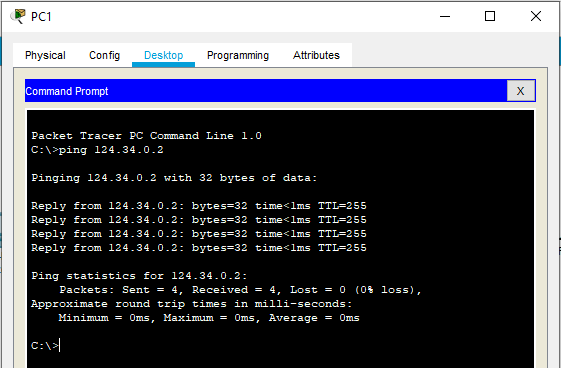 PC1
Physical Config Desktop Programming Attributes
Command Prompt X
Packet Tracer PC Command Line 1.0
C:\>ping 124.34.0.2
Pinging 124.34.0.2 with 32 bytes of data:
Reply from 124.34.0.2: bytes=32 time<1ms TTL=255
Reply from 124.34.0.2: bytes=32 time<1ms TTL=255
Reply from 124.34.0.2: bytes=32 time<1ms TTL=255
Reply from 124.34.0.2: bytes=32 time<1ms TTL=255
Ping statistics for 124.34.0.2:
Packets: Sent = 4, Received = 4, Lost = 0 (0% loss),
Approximate round trip times in milli-seconds:
Minimum = 0ms, Maximum = 0ms, Average = 0ms
C:\>